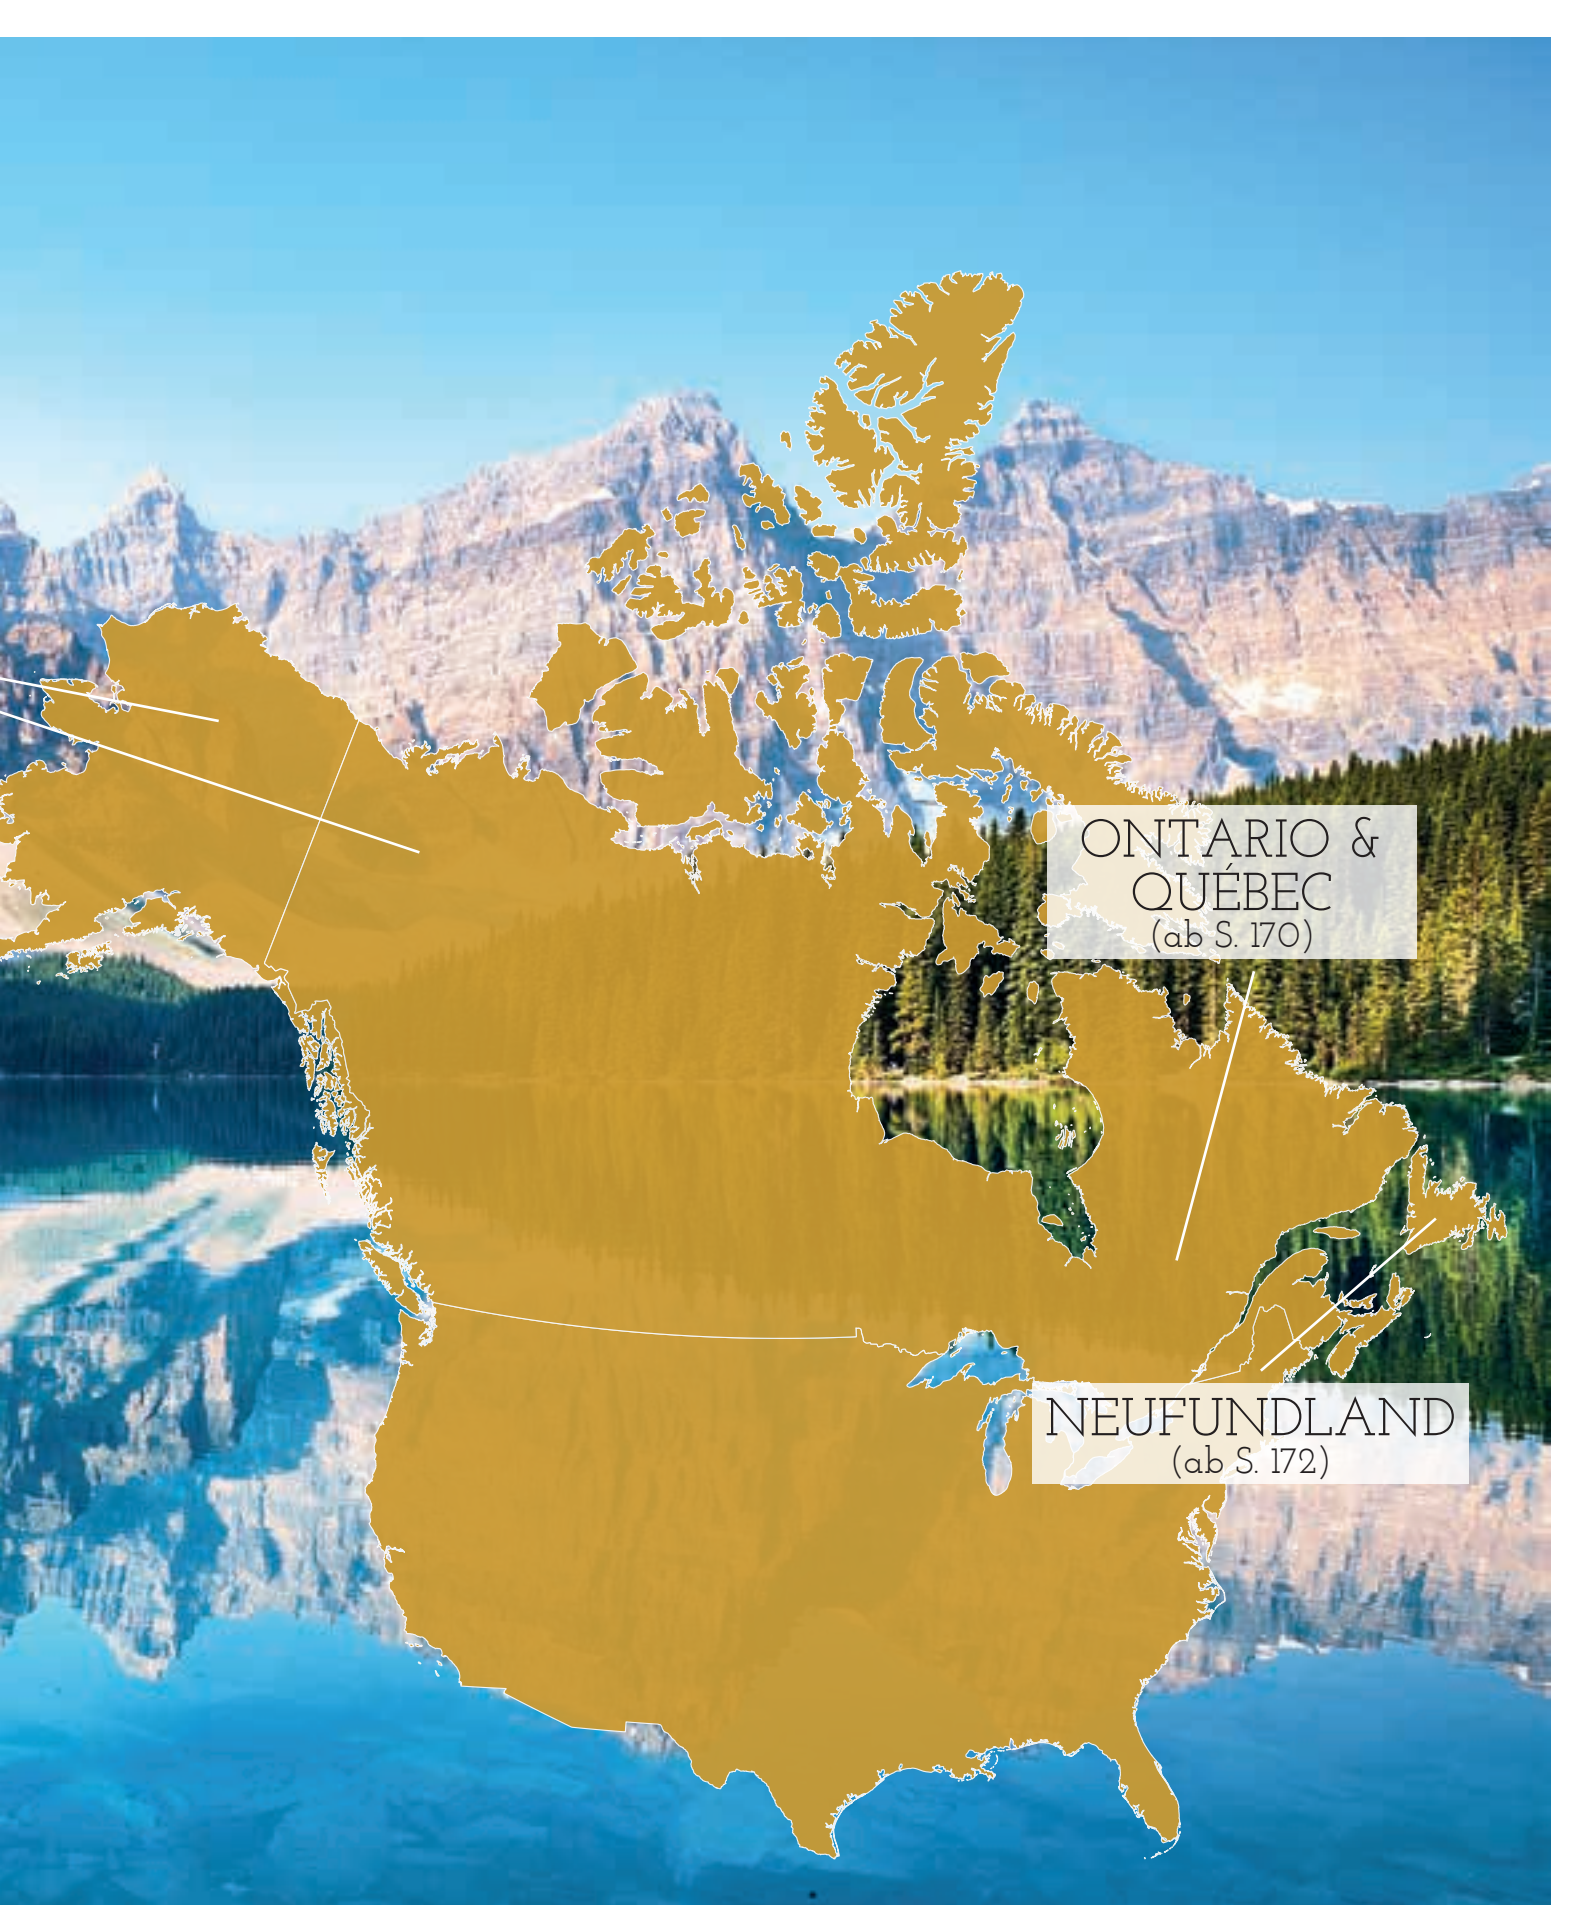 ONTARIO &
QUÉBEC
(ab S. 170)
NEUFUNDLAND
(ab S. 172)